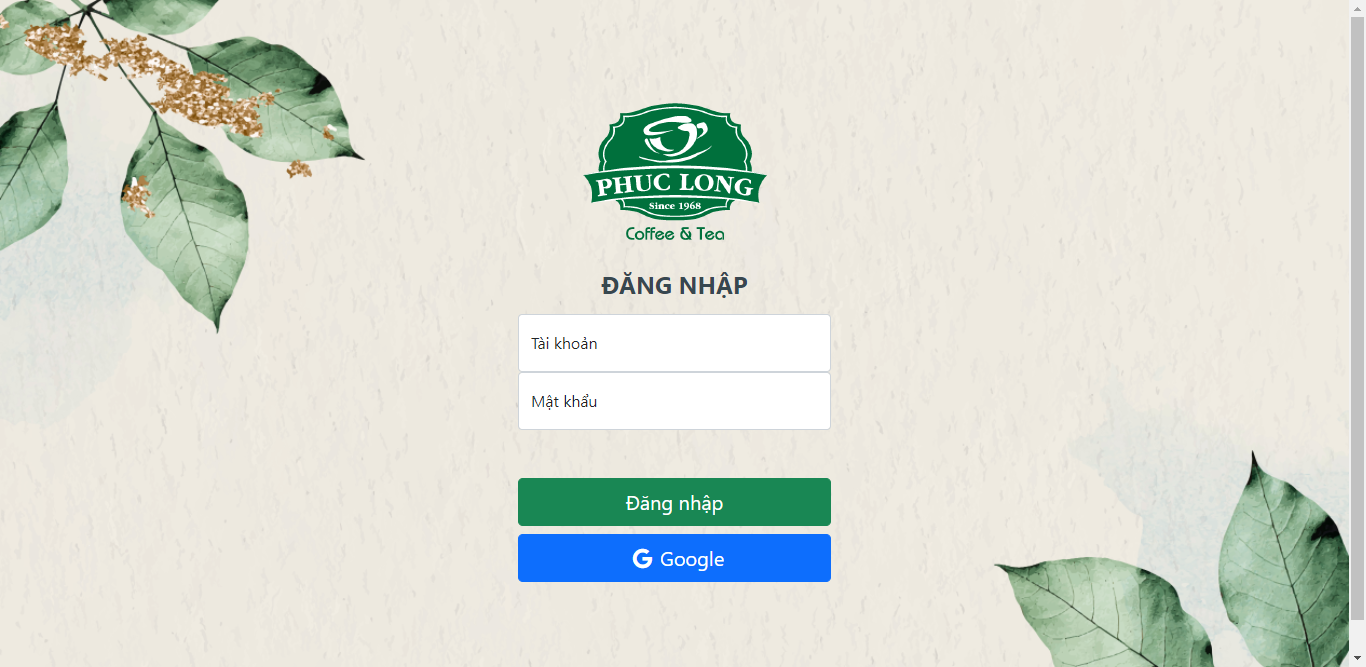 PHUC LONG
Since 1968
Coffee & Tea
ĐĂNG NHẬP
Tài khoản
Mật khẩu
Đăng nhập
Google